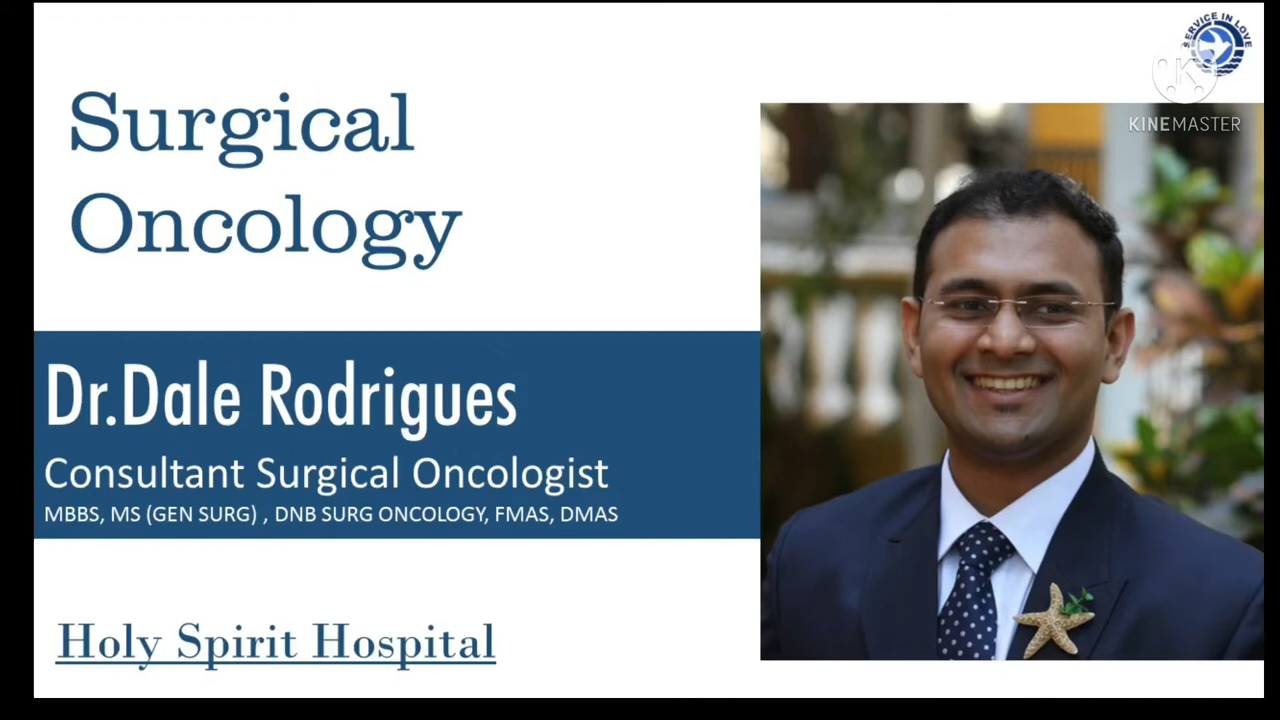 SERVICE IN LOVE
K
KINEMASTER
Surgical
Oncology
Dr.Dale Rodrigues
Consultant Surgical Oncologist
MBBS, MS (GEN SURG) , DNB SURG ONCOLOGY, FMAS, DMAS
Holy Spirit Hospital